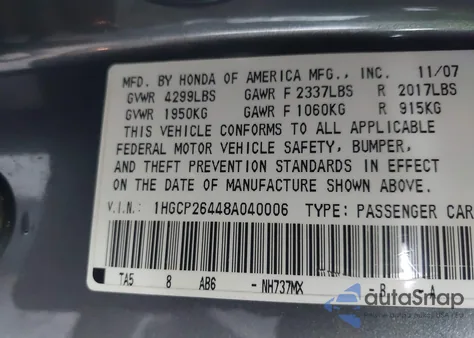 MFD. BY HONDA OF AMERICA MFG., INC. 11/07
GVWR 4299LBS GAWR F 2337LBS R 2017LBS
GVWR 1950KG GAWR F 1060KG R 915KG
THIS VEHICLE CONFORMS TO ALL APPLICABLE
FEDERAL MOTOR VEHICLE SAFETY, BUMPER,
AND THEFT PREVENTION STANDARDS IN EFFECT
ON THE DATE OF MANUFACTURE SHOWN ABOVE.
V.I.N.: 1HGCP26448A040006 TYPE: PASSENGER CAR
TA5 8 AB6 - NH737MX - B A
autoSnap